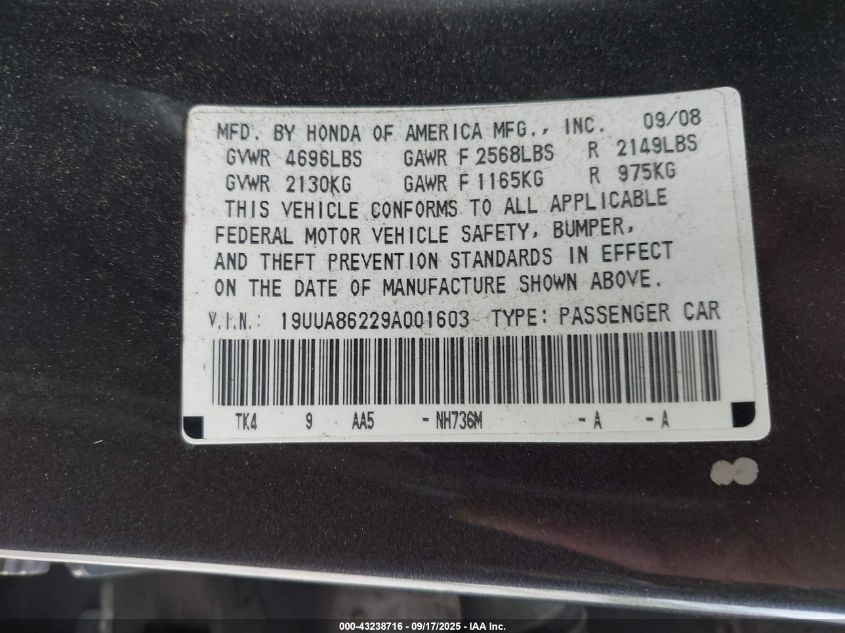 MFD. BY HONDA OF AMERICA MFG., INC. 09/08
GVWR 4696LBS GAWR F 2568LBS R 2149LBS
GVWR 2130KG GAWR F 1165KG R 975KG
THIS VEHICLE CONFORMS TO ALL APPLICABLE
FEDERAL MOTOR VEHICLE SAFETY, BUMPER,
AND THEFT PREVENTION STANDARDS IN EFFECT
ON THE DATE OF MANUFACTURE SHOWN ABOVE.
V.I.N.: 19UUA86229A001603 TYPE: PASSENGER CAR
TK4 9 AA5 - NH736M - A - A
000-43238716 - 09/17/2025 - IAA Inc.